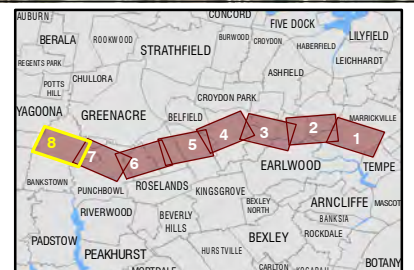 AUBURN
CONCORD
FIVE DOCK
BERALA
ROOKWOOD
STRATHFIELD
BURWOOD
CROYDON
HABERFIELD
LILYFIELD
REGENTS PARK
CHULLORA
ASHFIELD
LEICHHARDT
POTTS
HILL
YAGOONA
GREENACRE
BELFIELD
CROYDON PARK
MARRICKVILLE
8
7
6
5
4
3
2
1
BANKSTOWN
PUNCHBOWL
ROSELANDS
KINGSGROVE
EARLWOOD
TEMPE
RIVERWOOD
BEVERLY
HILLS
BEXLEY
NORTH
ARNCLIFFE
MASCOT
BANKSIA
PADSTOW
PEAKHURST
HURSTVILLE
BEXLEY
ROCKDALE
MORTDALE
CARLTON
KOGARAH
BOTANY